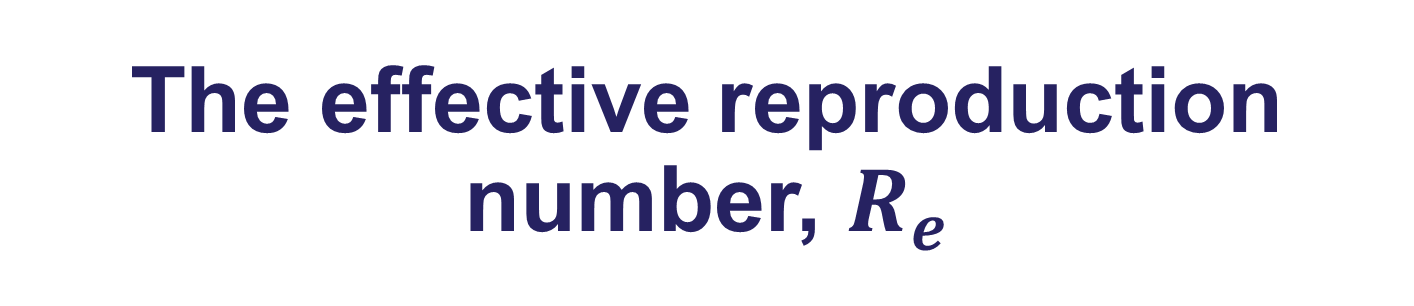 The effective reproduction
number, Rₑ